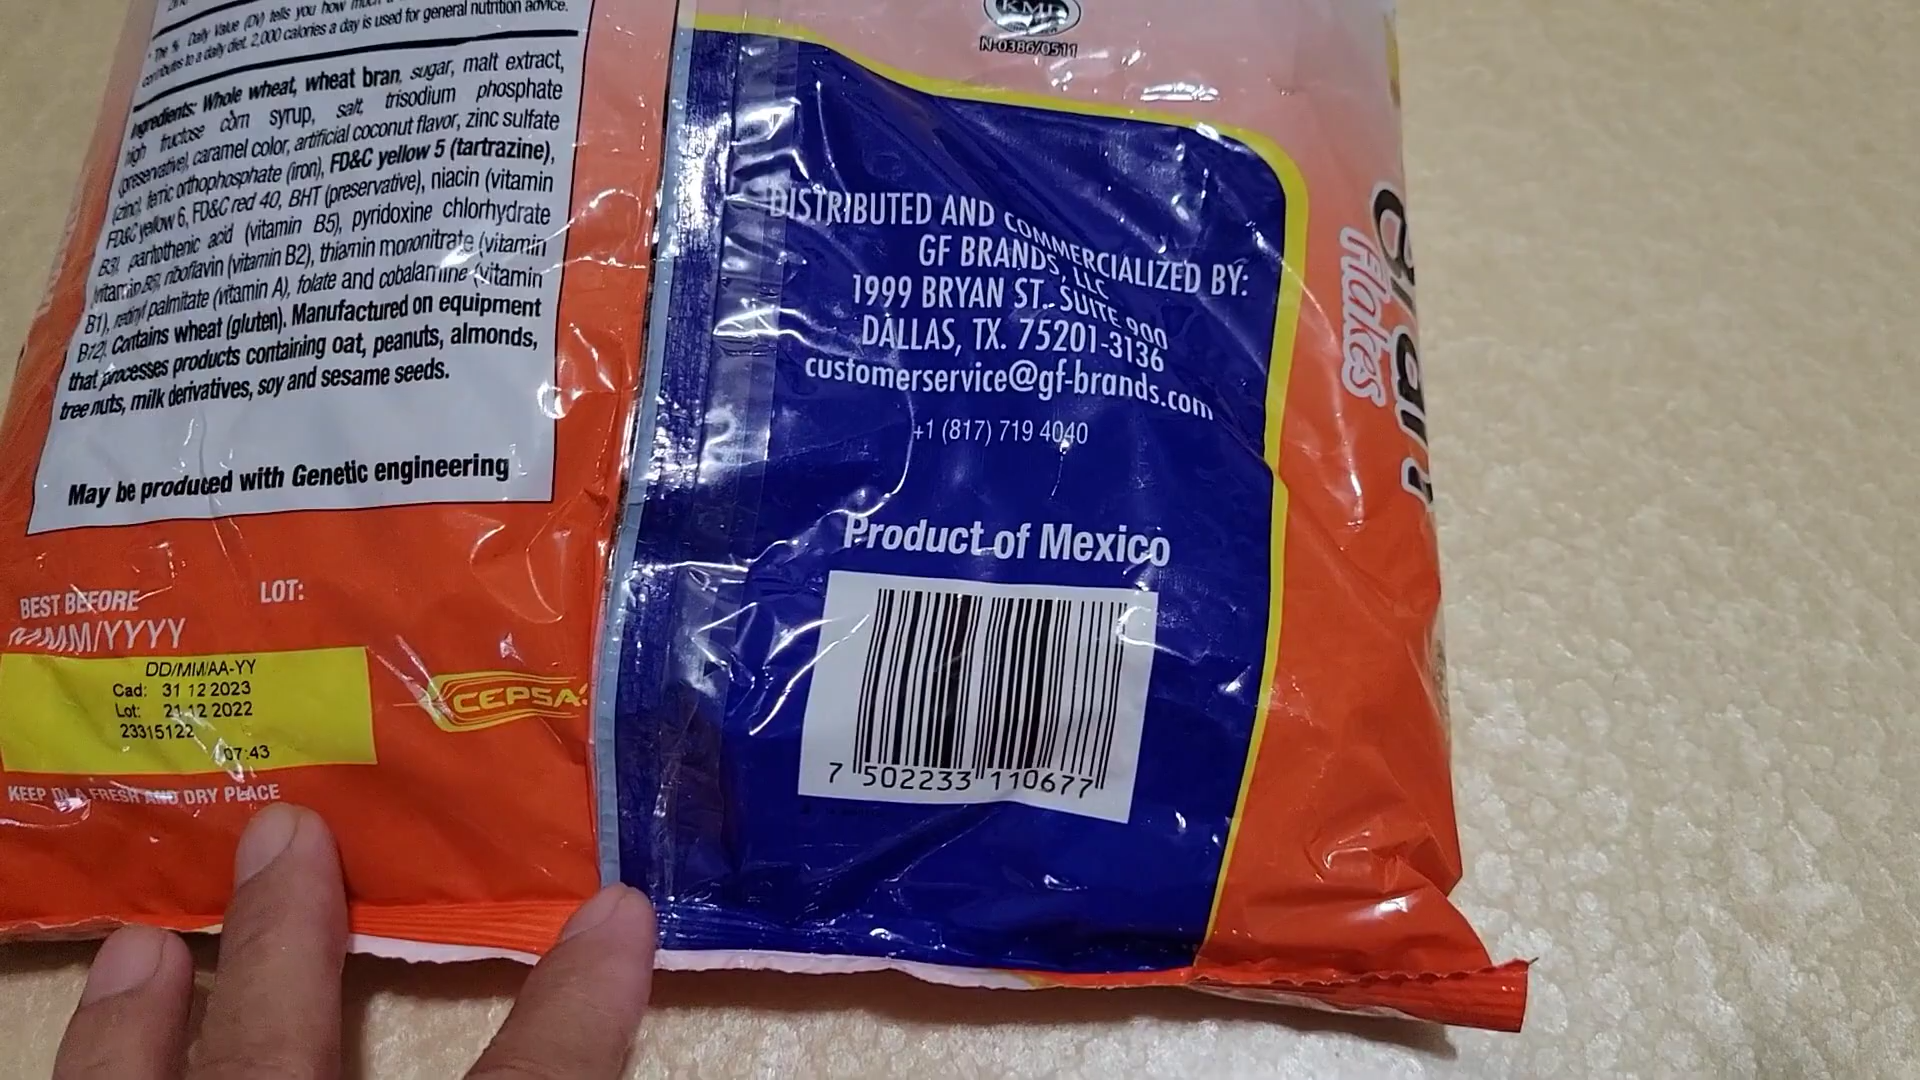 * The % Daily Value (DV) tells you how much
contributes to a daily diet. 2,000 calories a day is used for general nutrition advice.
Ingredients: Whole wheat, wheat bran, sugar, malt extract,
high fructose corn syrup, salt, trisodium phosphate
(preservative), caramel color, artificial coconut flavor, zinc sulfate
(zinc), ferric orthophosphate (iron), FD&C yellow 5 (tartrazine),
FD&C yellow 6, FD&C red 40, BHT (preservative), niacin (vitamin
B3), pantothenic acid (vitamin B5), pyridoxine chlorhydrate
(vitamin B6), riboflavin (vitamin B2), thiamin mononitrate (vitamin
B1), retinyl palmitate (vitamin A), folate and cobalamine (vitamin
B12). Contains wheat (gluten). Manufactured on equipment
that processes products containing oat, peanuts, almonds,
tree nuts, milk derivatives, soy and sesame seeds.
May be produced with Genetic engineering
BEST BEFORE
LOT:
MM/YYYY
DD/MM/AA-YY
Cad: 31 12 2023
Lot: 21 12 2022
23315122
07:43
KEEP IN A FRESH AND DRY PLACE
CEPSA
KMD
N-0386/0511
DISTRIBUTED AND COMMERCIALIZED BY:
GF BRANDS, LLC
1999 BRYAN ST., SUITE 900
DALLAS, TX. 75201-3136
customerservice@gf-brands.com
+1 (817) 719 4040
Product of Mexico
7 502233 110677
Bran
flakes